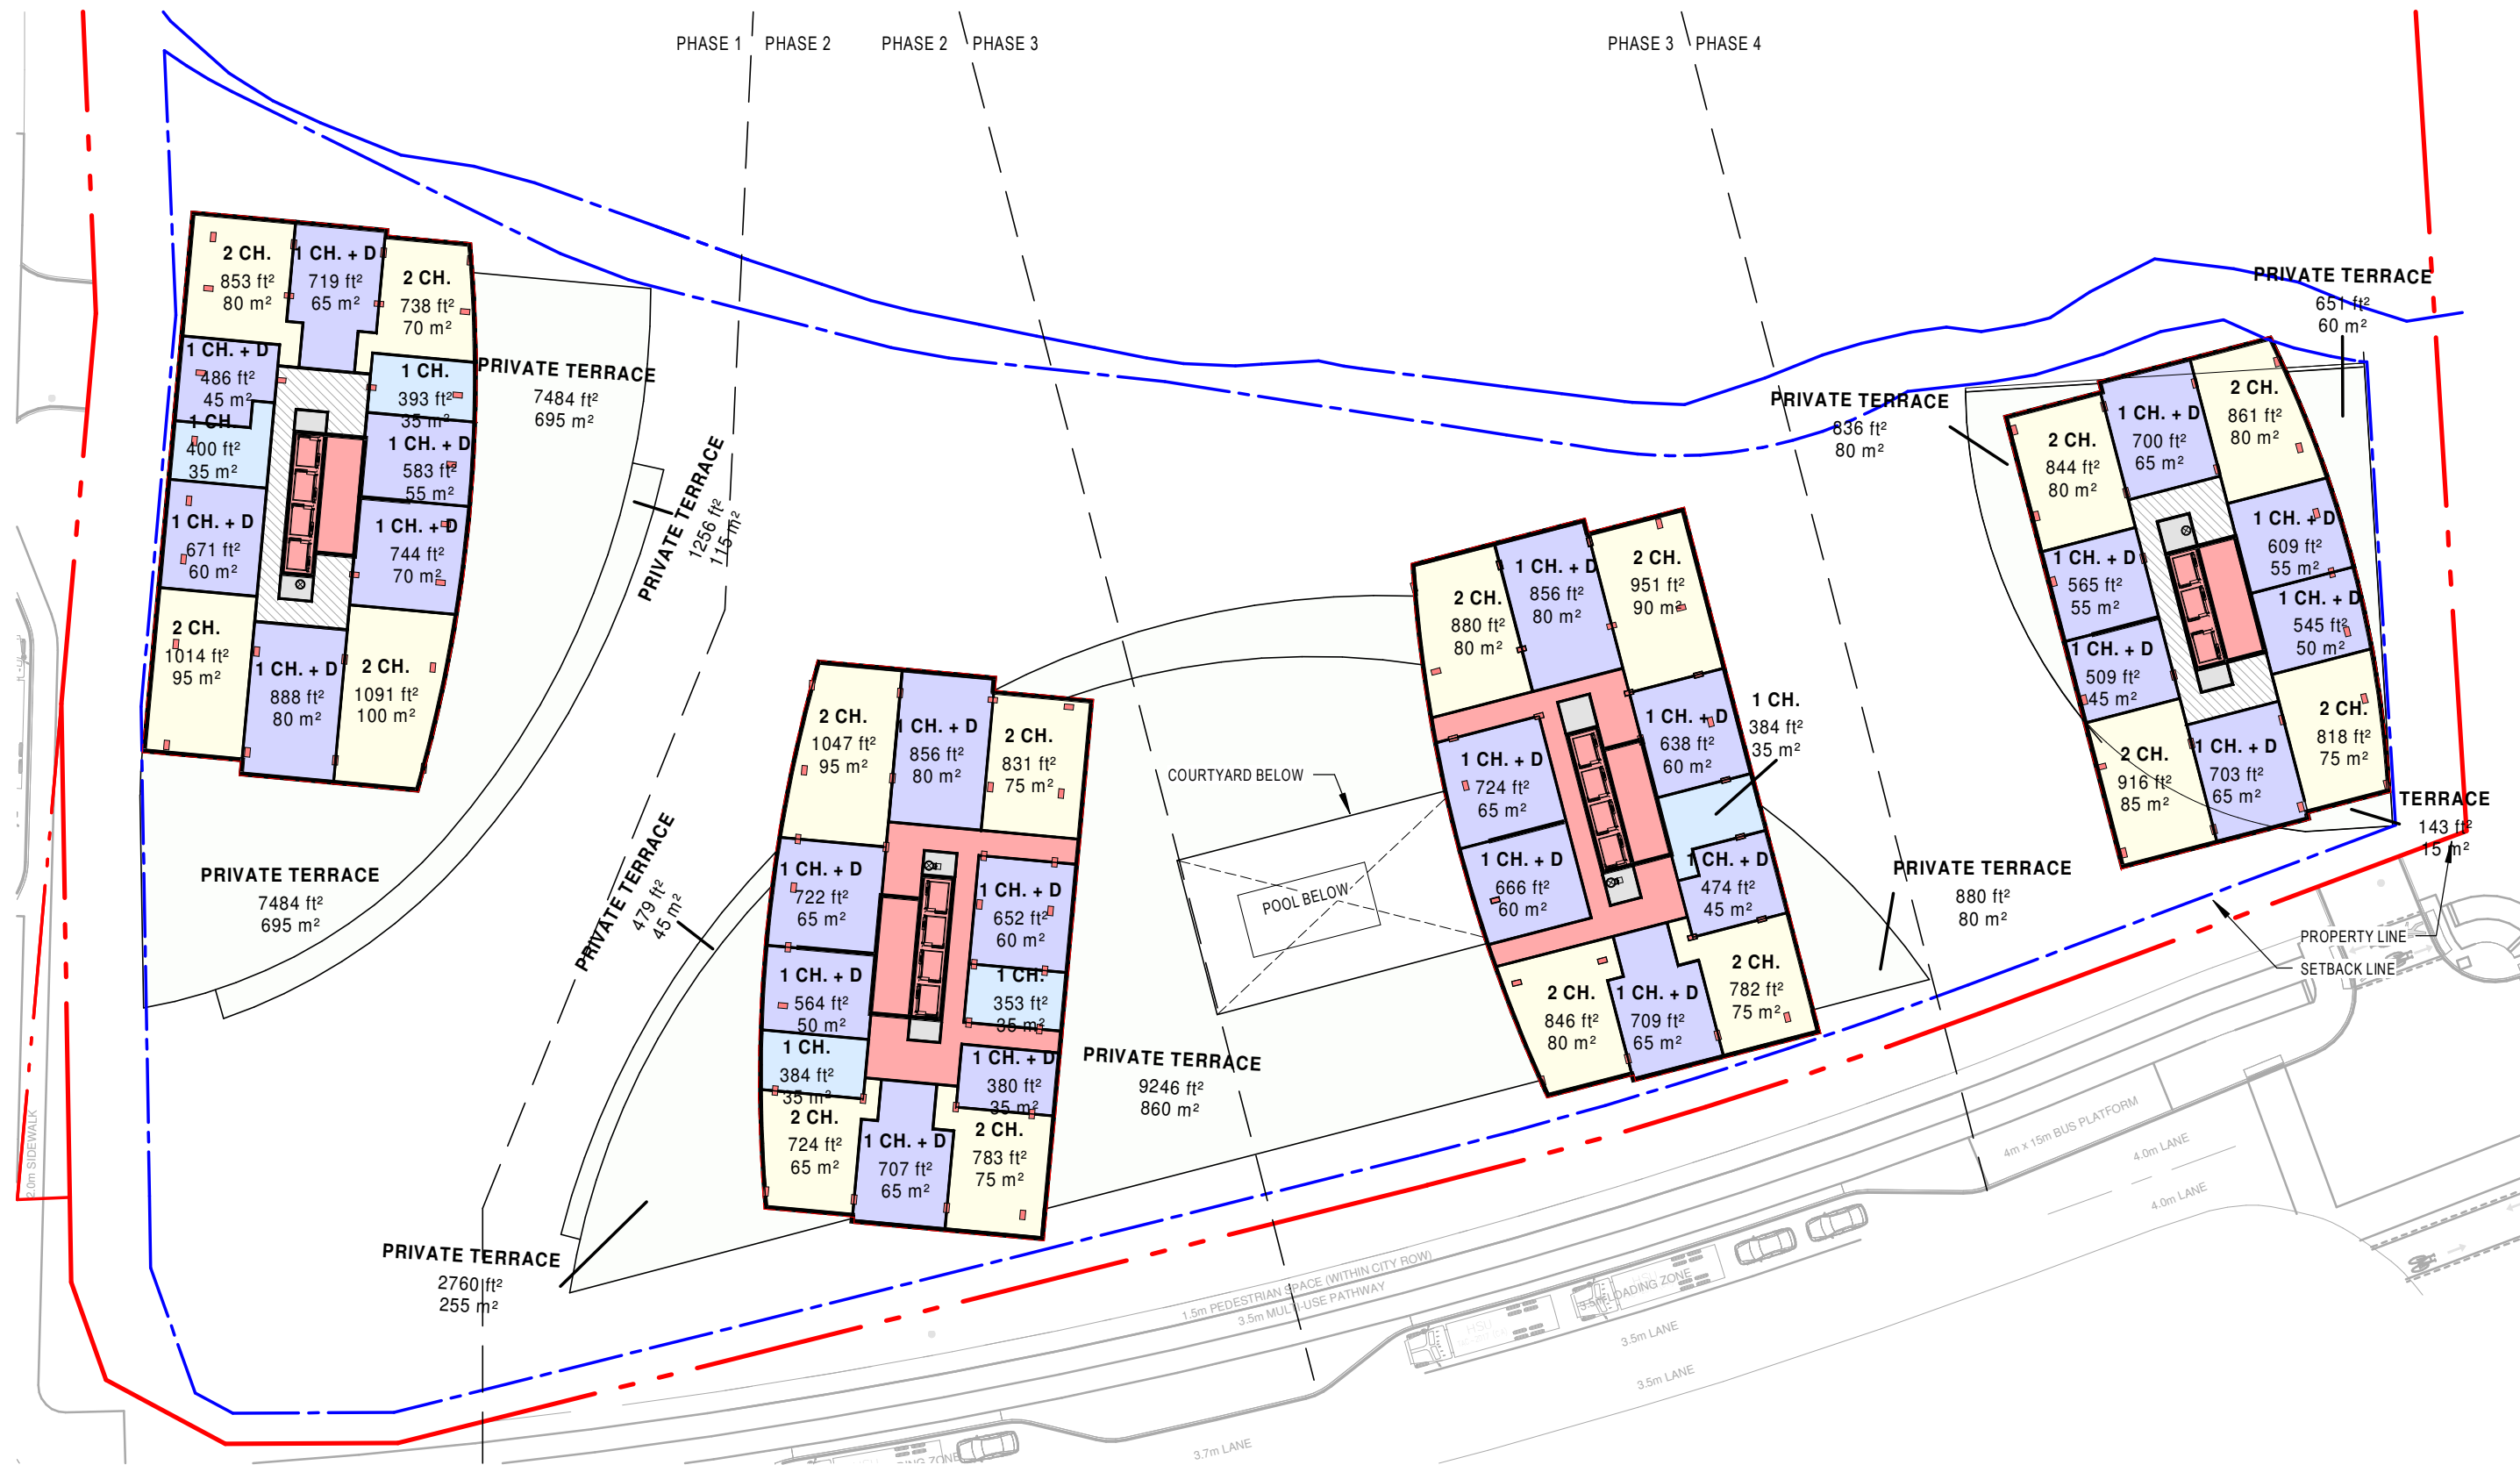 PHASE 1
PHASE 2
PHASE 2
PHASE 3
PHASE 3
PHASE 4
2 CH.
853 ft²
80 m²
1 CH. + D
719 ft²
65 m²
2 CH.
738 ft²
70 m²
1 CH. + D
486 ft²
45 m²
1 CH.
393 ft²
35 m²
1 CH.
400 ft²
35 m²
1 CH. + D
583 ft²
55 m²
1 CH. + D
671 ft²
60 m²
1 CH. + D
744 ft²
70 m²
2 CH.
1014 ft²
95 m²
1 CH. + D
888 ft²
80 m²
2 CH.
1091 ft²
100 m²
PRIVATE TERRACE
7484 ft²
695 m²
PRIVATE TERRACE
1256 ft²
115 m²
PRIVATE TERRACE
7484 ft²
695 m²
PRIVATE TERRACE
479 ft²
45 m²
PRIVATE TERRACE
2760 ft²
255 m²
2 CH.
1047 ft²
95 m²
1 CH. + D
856 ft²
80 m²
2 CH.
831 ft²
75 m²
1 CH. + D
722 ft²
65 m²
1 CH. + D
652 ft²
60 m²
1 CH. + D
564 ft²
50 m²
1 CH.
353 ft²
35 m²
1 CH.
384 ft²
35 m²
1 CH. + D
380 ft²
35 m²
2 CH.
724 ft²
65 m²
1 CH. + D
707 ft²
65 m²
2 CH.
783 ft²
75 m²
PRIVATE TERRACE
9246 ft²
860 m²
COURTYARD BELOW
POOL BELOW
2 CH.
880 ft²
80 m²
1 CH. + D
856 ft²
80 m²
2 CH.
951 ft²
90 m²
1 CH. + D
724 ft²
65 m²
1 CH. + D
638 ft²
60 m²
1 CH.
384 ft²
35 m²
1 CH. + D
666 ft²
60 m²
1 CH. + D
474 ft²
45 m²
2 CH.
846 ft²
80 m²
1 CH. + D
709 ft²
65 m²
2 CH.
782 ft²
75 m²
PRIVATE TERRACE
880 ft²
80 m²
PRIVATE TERRACE
836 ft²
80 m²
PRIVATE TERRACE
651 ft²
60 m²
2 CH.
844 ft²
80 m²
1 CH. + D
700 ft²
65 m²
2 CH.
861 ft²
80 m²
1 CH. + D
565 ft²
55 m²
1 CH. + D
609 ft²
55 m²
1 CH. + D
509 ft²
45 m²
1 CH. + D
545 ft²
50 m²
2 CH.
916 ft²
85 m²
1 CH. + D
703 ft²
65 m²
2 CH.
818 ft²
75 m²
TERRACE
143 ft²
15 m²
PROPERTY LINE
SETBACK LINE
2.0m SIDEWALK
1.5m PEDESTRIAN SPACE (WITHIN CITY ROW)
3.5m MULTI-USE PATHWAY
HSU
3.5m LOADING ZONE
4m x 15m BUS PLATFORM
4.0m LANE
4.0m LANE
3.5m LANE
3.5m LANE
3.7m LANE